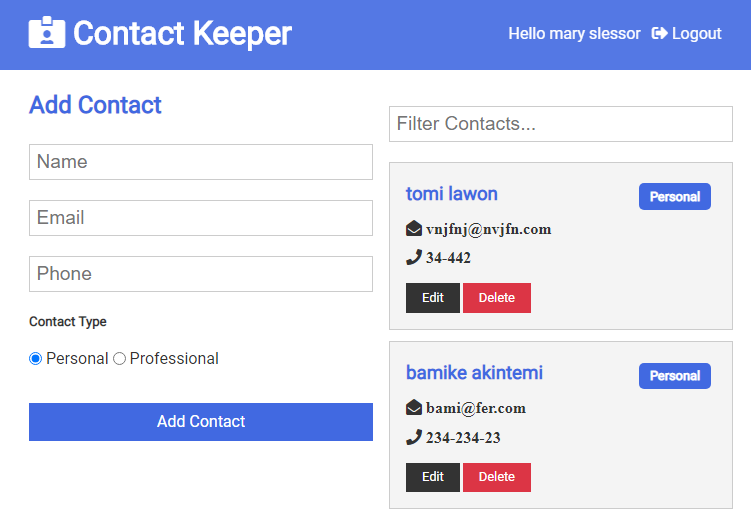 Contact Keeper
Hello mary slessor Logout
Add Contact
Name
Email
Phone
Contact Type
Personal Professional
Add Contact
Filter Contacts...
tomi lawon Personal
vnjfnj@nvjfn.com
34-442
Edit Delete
bamike akintemi Personal
bami@fer.com
234-234-23
Edit Delete